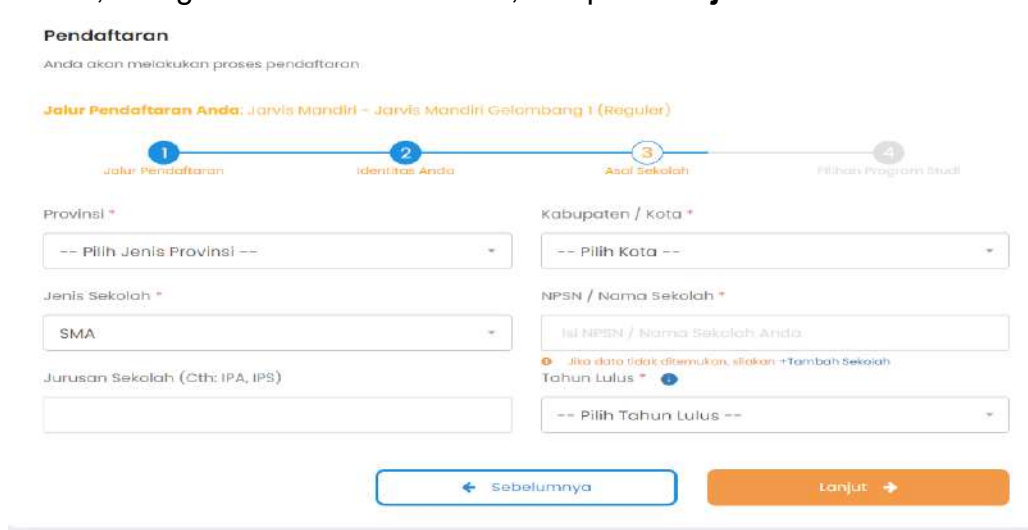 Pendaftaran
Anda akan melakukan proses pendaftaran
Jalur Pendaftaran Anda: Jarvis Mandiri - Jarvis Mandiri Gelombang 1 (Reguler)
1 2 3 4
Jalur Pendaftaran Identitas Anda Asal Sekolah Pilihan Program Studi
Provinsi * Kabupaten / Kota *
-- Pilih Jenis Provinsi -- -- Pilih Kota --
Jenis Sekolah * NPSN / Nama Sekolah *
SMA Isi NPSN / Nama Sekolah Anda
Jika data tidak ditemukan, silakan +Tambah Sekolah
Jurusan Sekolah (Cth: IPA, IPS) Tahun Lulus *
-- Pilih Tahun Lulus --
Sebelumnya Lanjut